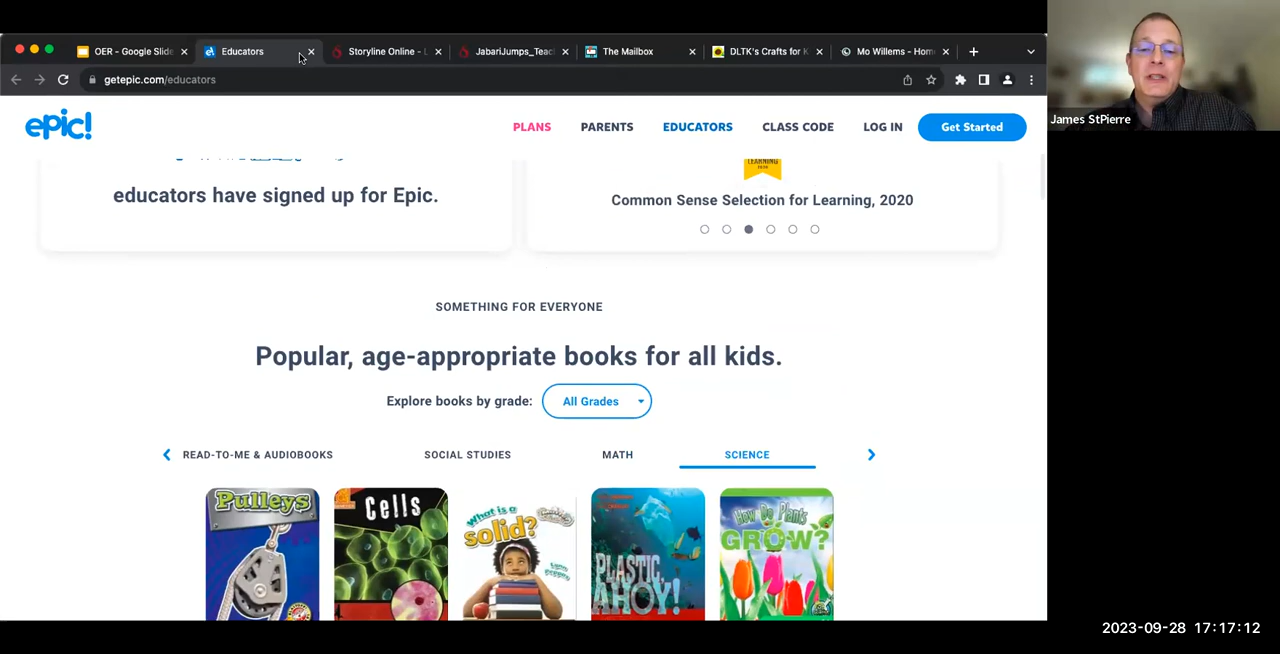 OER - Google Slide
Educators
Storyline Online - L
JabariJumps_Teac
The Mailbox
DLTK's Crafts for K
Mo Willems - Home
getepic.com/educators
epic!
PLANS
PARENTS
EDUCATORS
CLASS CODE
LOG IN
Get Started
James StPierre
LEARNING
educators have signed up for Epic.
Common Sense Selection for Learning, 2020
SOMETHING FOR EVERYONE
Popular, age-appropriate books for all kids.
Explore books by grade:
All Grades
READ-TO-ME & AUDIOBOOKS
SOCIAL STUDIES
MATH
SCIENCE
Pulleys
Cells
What is a
solid?
PLASTIC,
AHOY!
How Do Plants
GROW?
2023-09-28 17:17:12